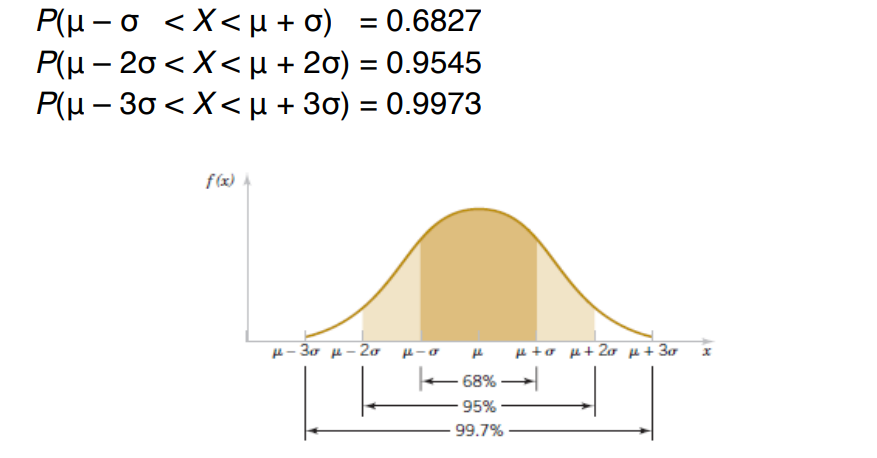 P(μ – σ < X < μ + σ) = 0.6827
P(μ – 2σ < X < μ + 2σ) = 0.9545
P(μ – 3σ < X < μ + 3σ) = 0.9973
f(x)
μ – 3σ μ – 2σ μ – σ μ μ + σ μ + 2σ μ + 3σ x
68%
95%
99.7%